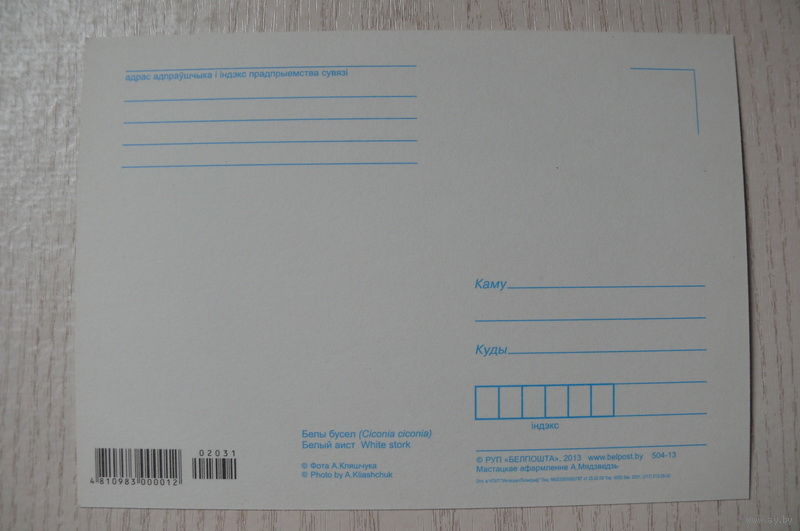 адрас адпраўшчыка і індэкс прадпрыемства сувязі
Каму
Куды
індэкс
Белы бусел (Ciconia ciconia)
Белый аист White stork
© Фота А.Кляшчука
© Photo by A.Kliashchuk
4 810983 000012
02031
© РУП «БЕЛПОШТА», 2013 www.belpost.by 504-13
Мастацкае афармленне А.Мядзведзь